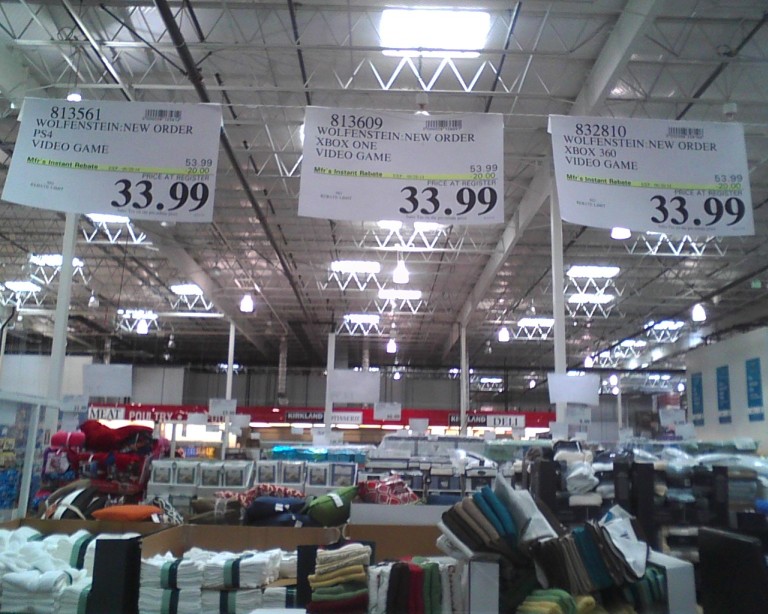 813561
WOLFENSTEIN:NEW ORDER
PS4
VIDEO GAME
53.99
Mfr's Instant Rebate
20.00
PRICE AT REGISTER
33.99
813609
WOLFENSTEIN:NEW ORDER
XBOX ONE
VIDEO GAME
53.99
Mfr's Instant Rebate
20.00
PRICE AT REGISTER
33.99
832810
WOLFENSTEIN:NEW ORDER
XBOX 360
VIDEO GAME
53.99
Mfr's Instant Rebate
20.00
PRICE AT REGISTER
33.99
MEAT
POULTRY
KIRKLAND
ROTISSERIE
KIRKLAND
DELI